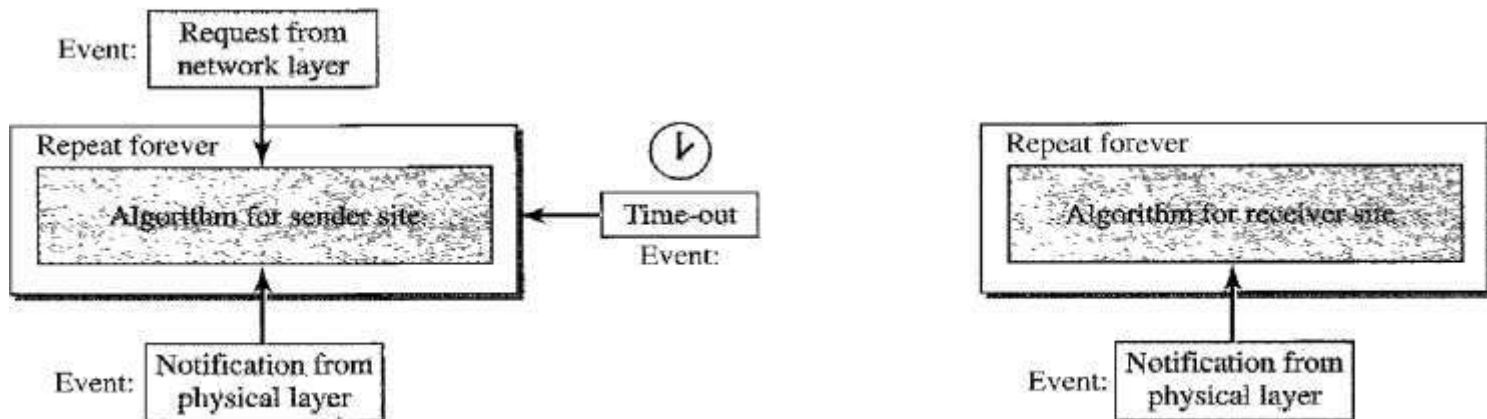 Event:
Request from
network layer
Repeat forever
Algorithm for sender site
Time-out
Event:
Event:
Notification from
physical layer
Repeat forever
Algorithm for receiver site
Event:
Notification from
physical layer